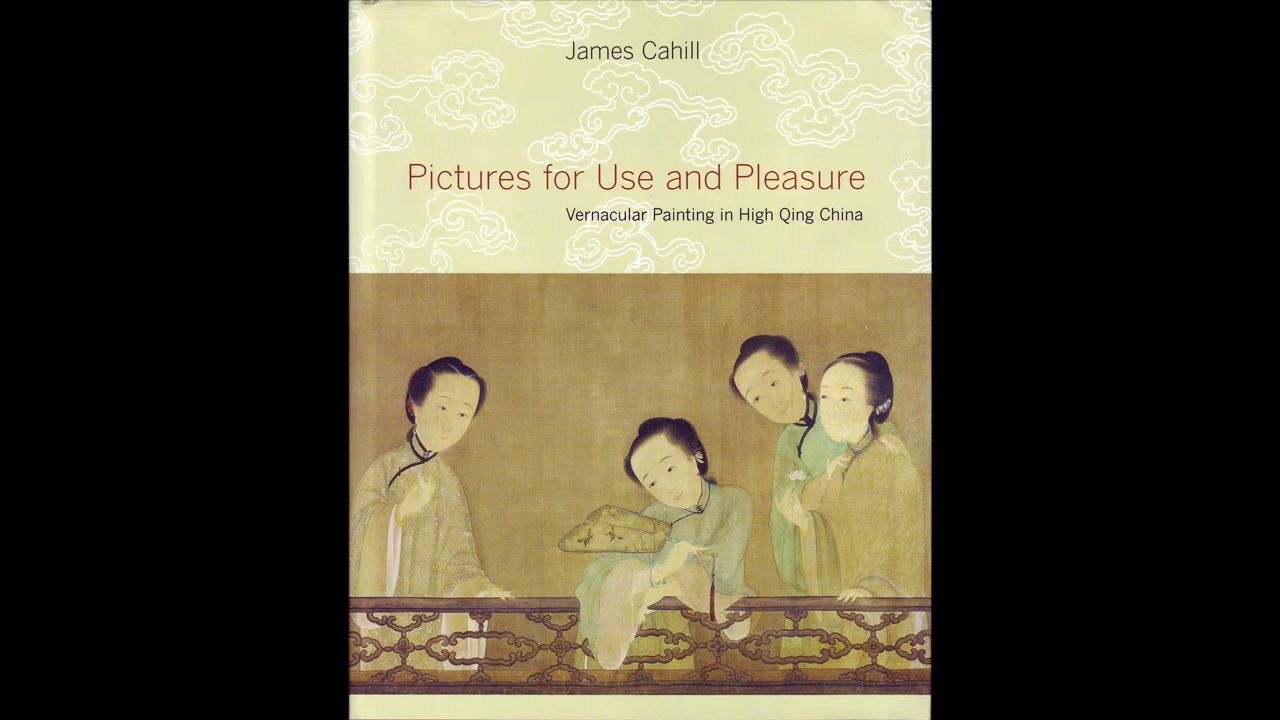 James Cahill
Pictures for Use and Pleasure
Vernacular Painting in High Qing China